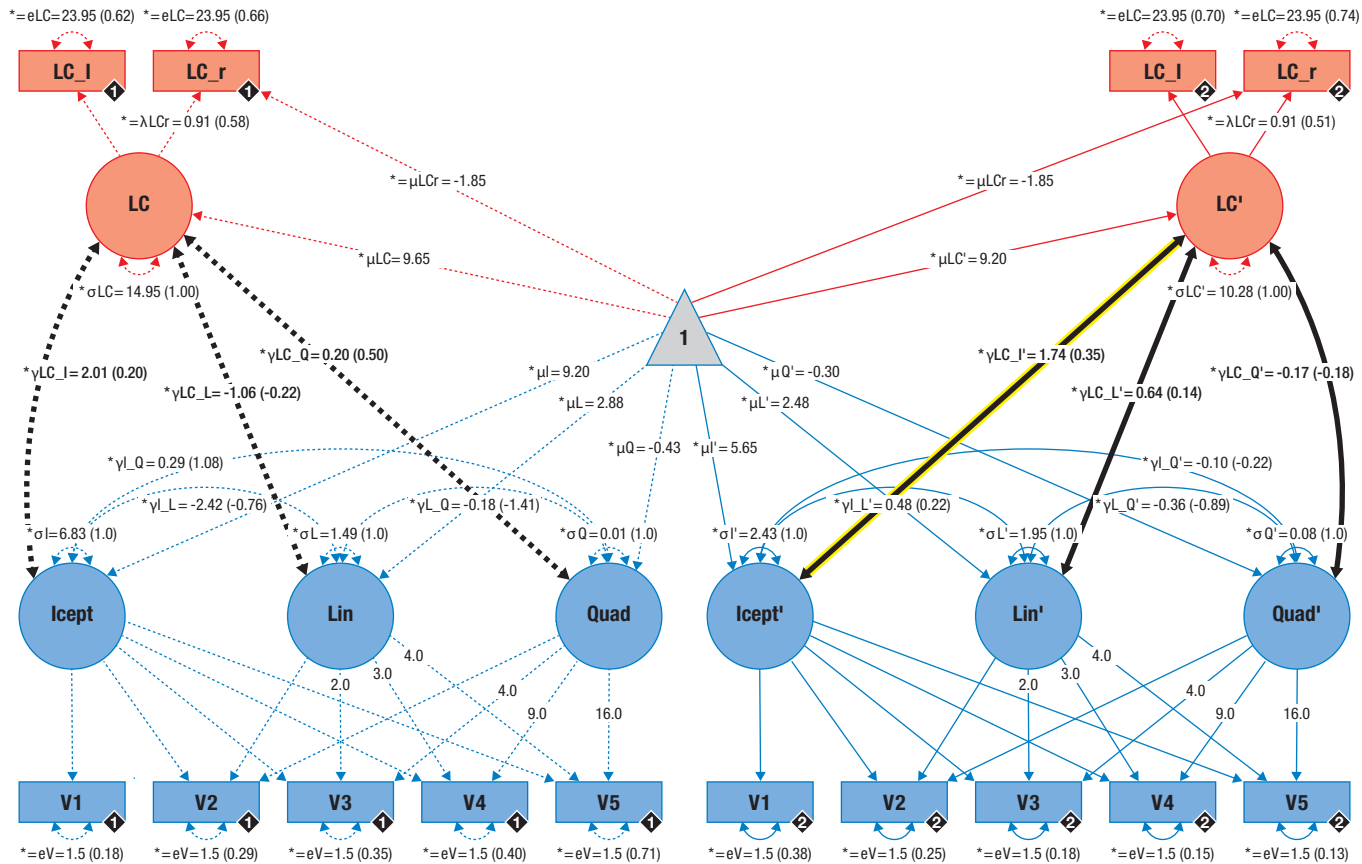 *=eLC=23.95 (0.62)
*=eLC=23.95 (0.66)
*=eLC=23.95 (0.70)
*=eLC=23.95 (0.74)
LC_l
1
LC_r
1
LC_l
2
LC_r
2
*=λLCr=0.91 (0.58)
*=λLCr=0.91 (0.51)
*=μLCr=-1.85
*=μLCr=-1.85
LC
LC'
*μLC=9.65
*μLC'=9.20
*σLC=14.95 (1.00)
*σLC'=10.28 (1.00)
1
*γLC_I=2.01 (0.20)
*γLC_L=-1.06 (-0.22)
*γLC_Q=0.20 (0.50)
*γLC_I'=1.74 (0.35)
*γLC_L'=0.64 (0.14)
*γLC_Q'=-0.17 (-0.18)
*μI=9.20
*μL=2.88
*μQ=-0.43
*μI'=5.65
*μL'=2.48
*μQ'=-0.30
*γI_Q=0.29 (1.08)
*γI_L=-2.42 (-0.76)
*γL_Q=-0.18 (-1.41)
*γI_Q'=-0.10 (-0.22)
*γI_L'=0.48 (0.22)
*γL_Q'=-0.36 (-0.89)
*σI=6.83 (1.0)
*σL=1.49 (1.0)
*σQ=0.01 (1.0)
*σI'=2.43 (1.0)
*σL'=1.95 (1.0)
*σQ'=0.08 (1.0)
Icept
Lin
Quad
Icept'
Lin'
Quad'
2.0
3.0
4.0
4.0
9.0
16.0
2.0
3.0
4.0
4.0
9.0
16.0
V1
1
V2
1
V3
1
V4
1
V5
1
V1
2
V2
2
V3
2
V4
2
V5
2
*=eV=1.5 (0.18)
*=eV=1.5 (0.29)
*=eV=1.5 (0.35)
*=eV=1.5 (0.40)
*=eV=1.5 (0.71)
*=eV=1.5 (0.38)
*=eV=1.5 (0.25)
*=eV=1.5 (0.18)
*=eV=1.5 (0.15)
*=eV=1.5 (0.13)